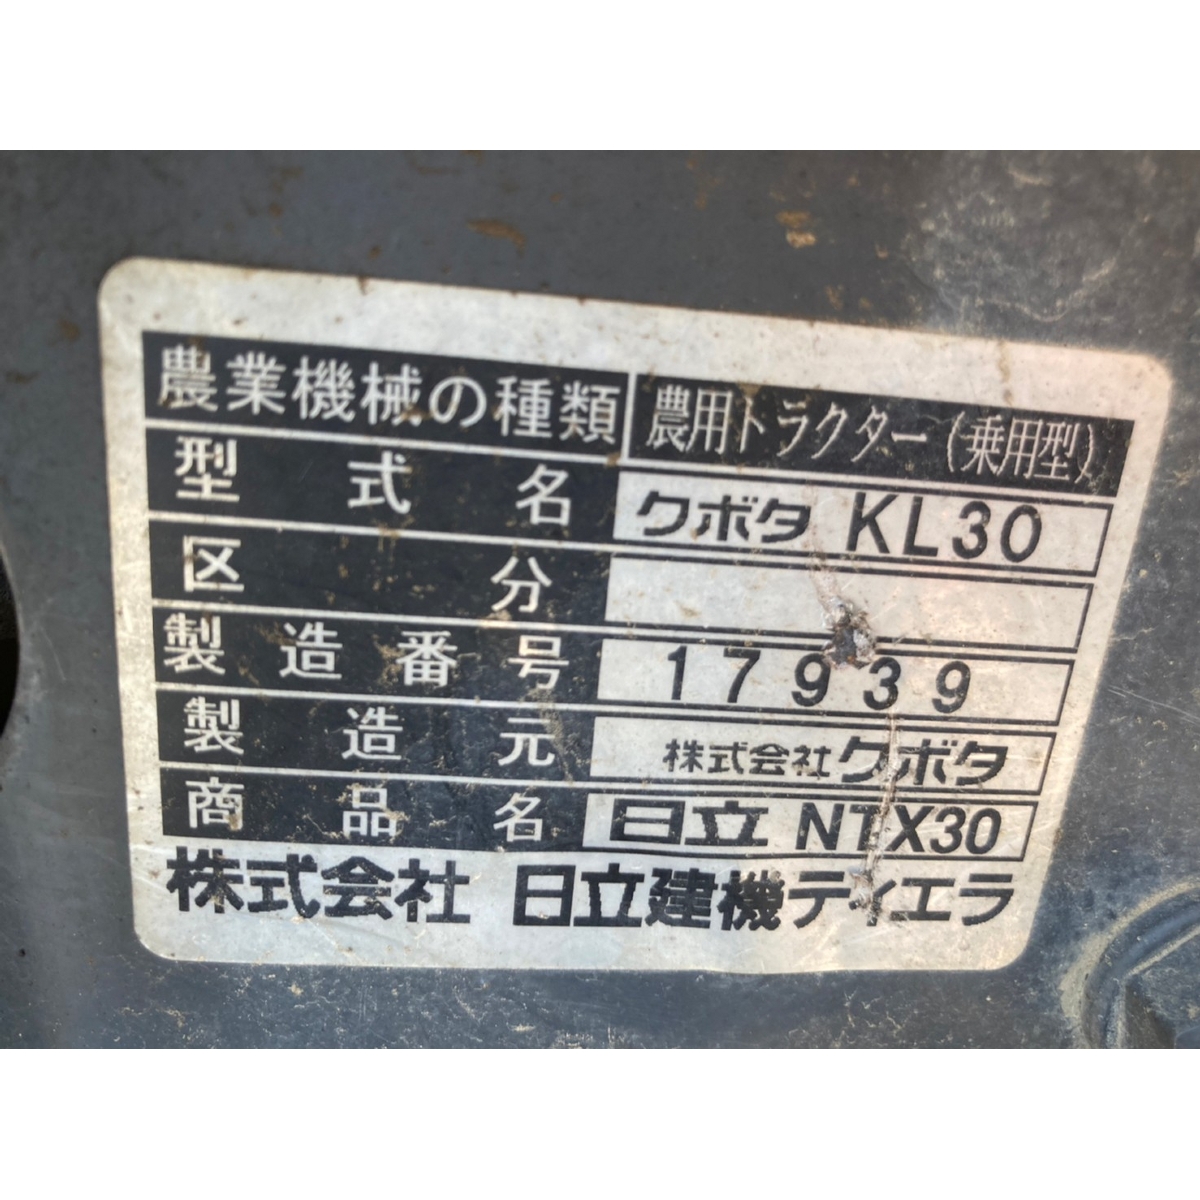 農業機械の種類 農用トラクター(乗用型)
型式名 クボタ KL30
区分
製造番号 17939
製造元 株式会社クボタ
商品名 日立 NTX30
株式会社 日立建機ティエラ